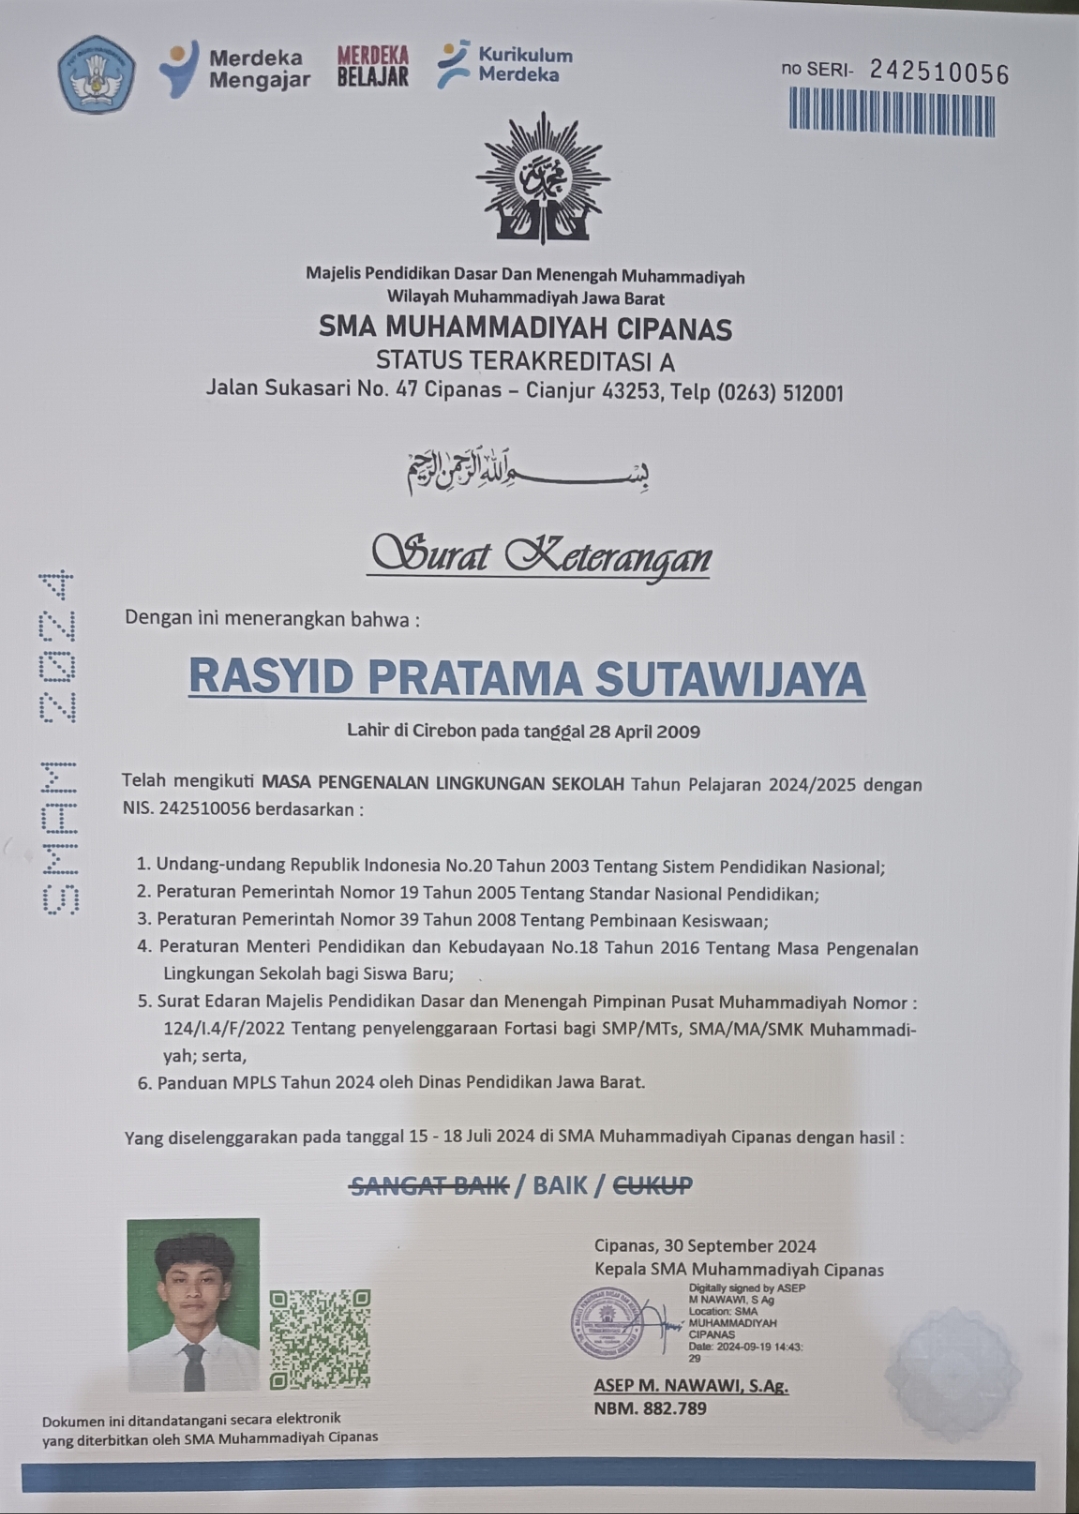 Merdeka
Mengajar
MERDEKA
BELAJAR
Kurikulum
Merdeka
no SERI- 242510056
Majelis Pendidikan Dasar Dan Menengah Muhammadiyah
Wilayah Muhammadiyah Jawa Barat
SMA MUHAMMADIYAH CIPANAS
STATUS TERAKREDITASI A
Jalan Sukasari No. 47 Cipanas – Cianjur 43253, Telp (0263) 512001
بسم الله الرحمن الرحيم
Surat Keterangan
SMAM 2024
Dengan ini menerangkan bahwa :
RASYID PRATAMA SUTAWIJAYA
Lahir di Cirebon pada tanggal 28 April 2009
Telah mengikuti MASA PENGENALAN LINGKUNGAN SEKOLAH Tahun Pelajaran 2024/2025 dengan
NIS. 242510056 berdasarkan :
1. Undang-undang Republik Indonesia No.20 Tahun 2003 Tentang Sistem Pendidikan Nasional;
2. Peraturan Pemerintah Nomor 19 Tahun 2005 Tentang Standar Nasional Pendidikan;
3. Peraturan Pemerintah Nomor 39 Tahun 2008 Tentang Pembinaan Kesiswaan;
4. Peraturan Menteri Pendidikan dan Kebudayaan No.18 Tahun 2016 Tentang Masa Pengenalan
Lingkungan Sekolah bagi Siswa Baru;
5. Surat Edaran Majelis Pendidikan Dasar dan Menengah Pimpinan Pusat Muhammadiyah Nomor :
124/I.4/F/2022 Tentang penyelenggaraan Fortasi bagi SMP/MTs, SMA/MA/SMK Muhammadi-
yah; serta,
6. Panduan MPLS Tahun 2024 oleh Dinas Pendidikan Jawa Barat.
Yang diselenggarakan pada tanggal 15 - 18 Juli 2024 di SMA Muhammadiyah Cipanas dengan hasil :
SANGAT BAIK / BAIK / CUKUP
Cipanas, 30 September 2024
Kepala SMA Muhammadiyah Cipanas
Digitally signed by ASEP
M NAWAWI, S Ag
Location: SMA
MUHAMMADIYAH
CIPANAS
Date: 2024-09-19 14:43:
29
ASEP M. NAWAWI, S.Ag.
NBM. 882.789
Dokumen ini ditandatangani secara elektronik
yang diterbitkan oleh SMA Muhammadiyah Cipanas